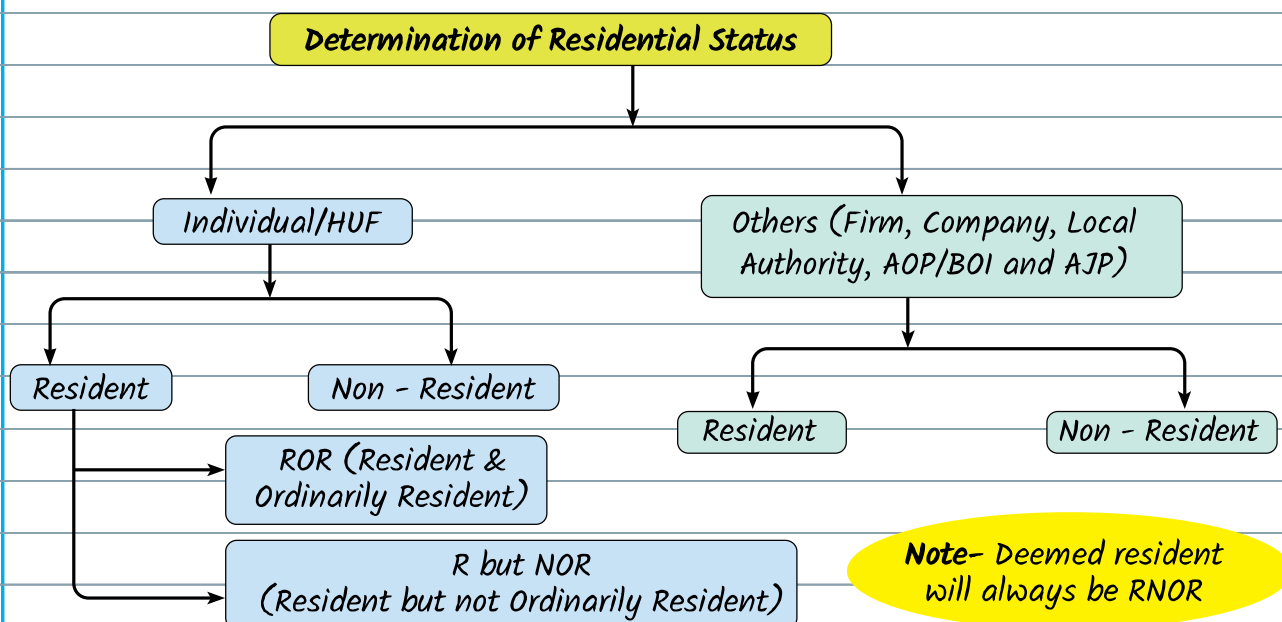 Determination of Residential Status
Individual/HUF
Others (Firm, Company, Local
Authority, AOP/BOI and AJP)
Resident
Non - Resident
Resident
Non - Resident
ROR (Resident &
Ordinarily Resident)
R but NOR
(Resident but not Ordinarily Resident)
Note- Deemed resident
will always be RNOR